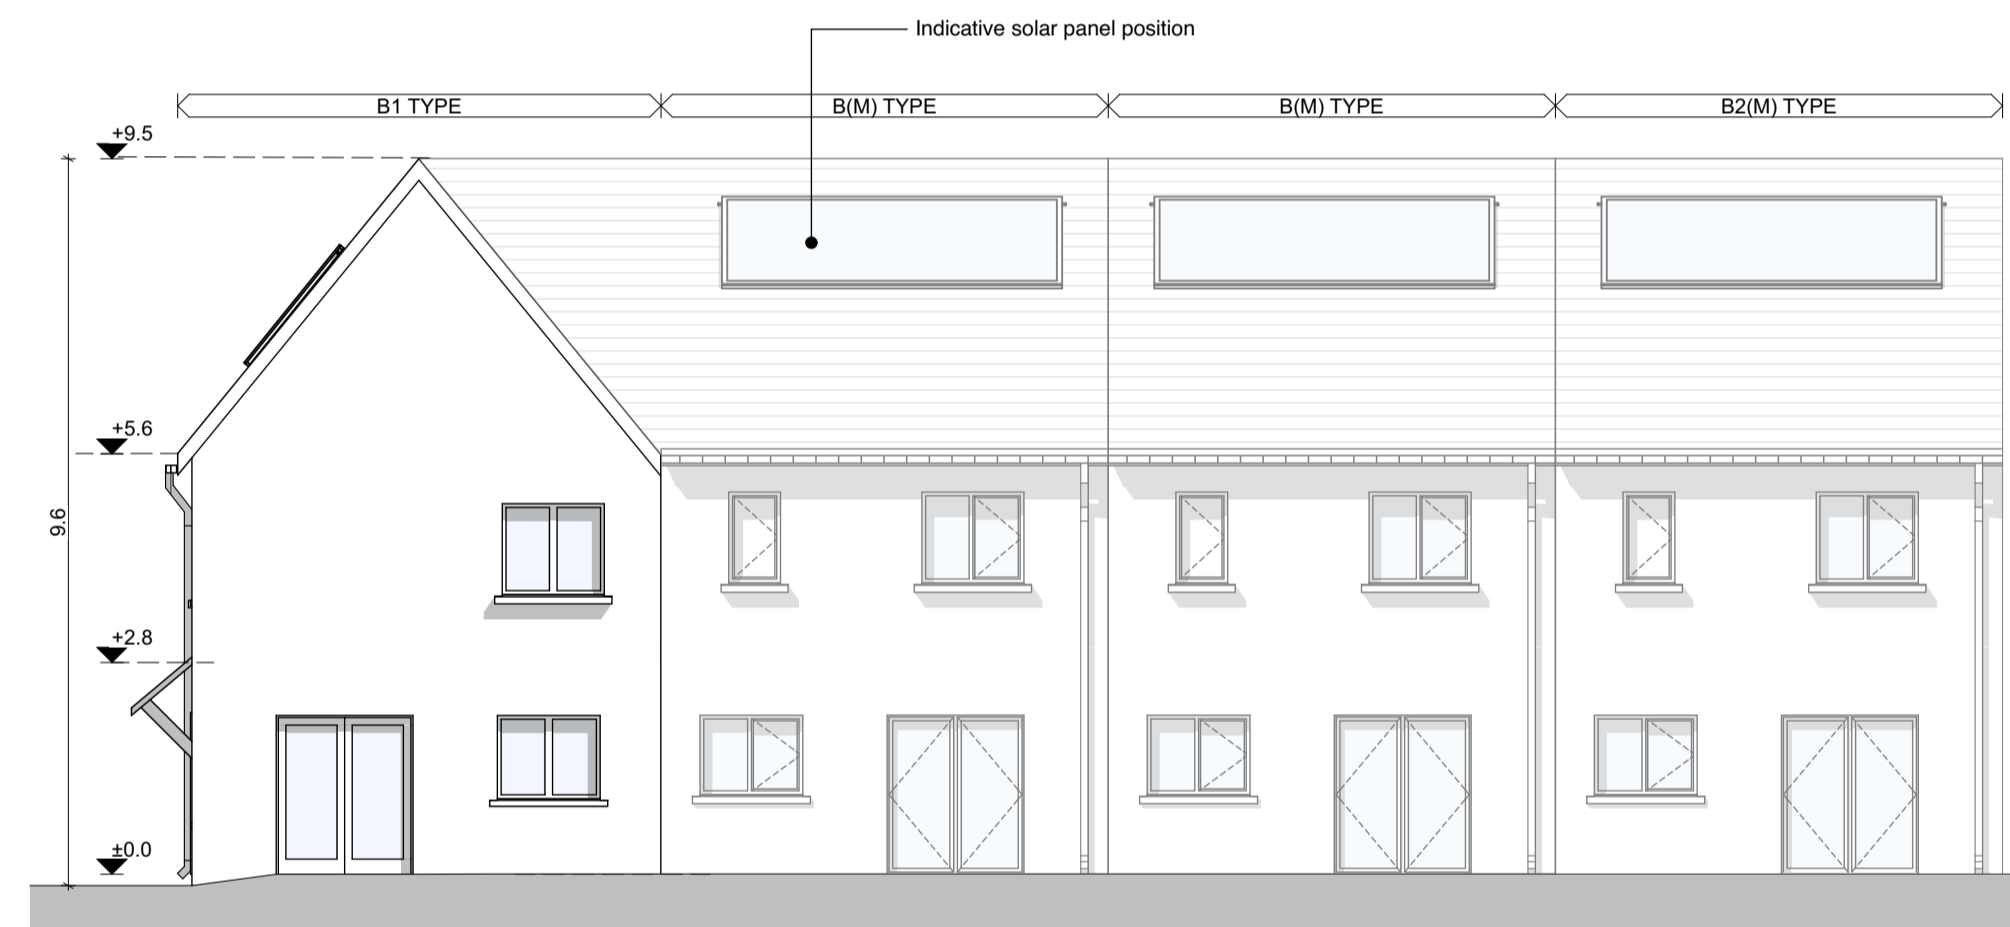 Indicative solar panel position
B1 TYPE
B(M) TYPE
B(M) TYPE
B2(M) TYPE
+9.5
+5.6
9.6
+2.8
±0.0